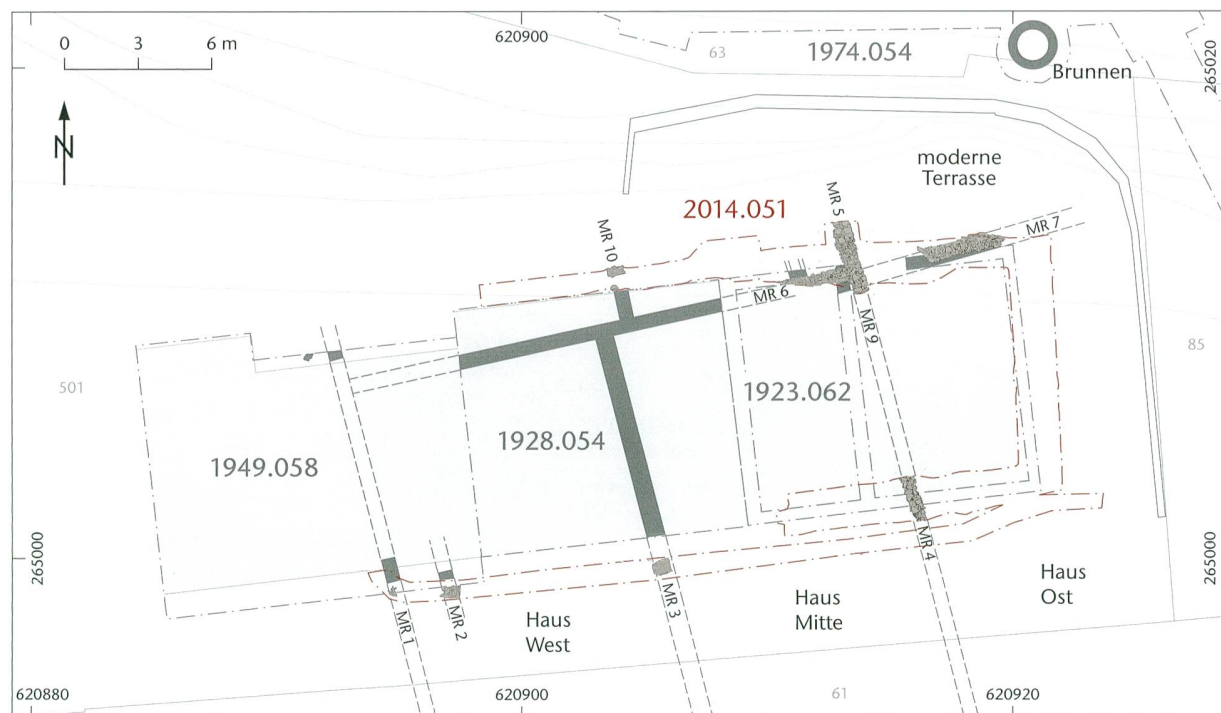 0 3 6 m
620900
63
1974.054
Brunnen
265020
N
moderne
Terrasse
MR 5
2014.051
MR 10
MR 7
MR 6
MR 9
85
501
1923.062
1928.054
1949.058
265000
265000
MR 4
Haus
Ost
MR 3
Haus
Mitte
MR 1
MR 2
Haus
West
620880
620900
61
620920